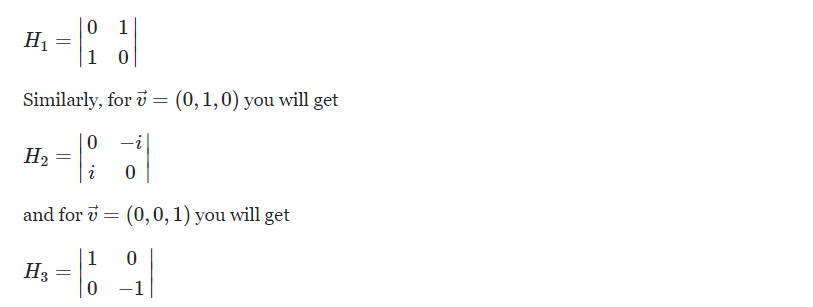 H₁ = |0 1|
|1 0|
Similarly, for v⃗ = (0, 1, 0) you will get
H₂ = |0 −i|
|i 0|
and for v⃗ = (0, 0, 1) you will get
H₃ = |1 0|
|0 −1|